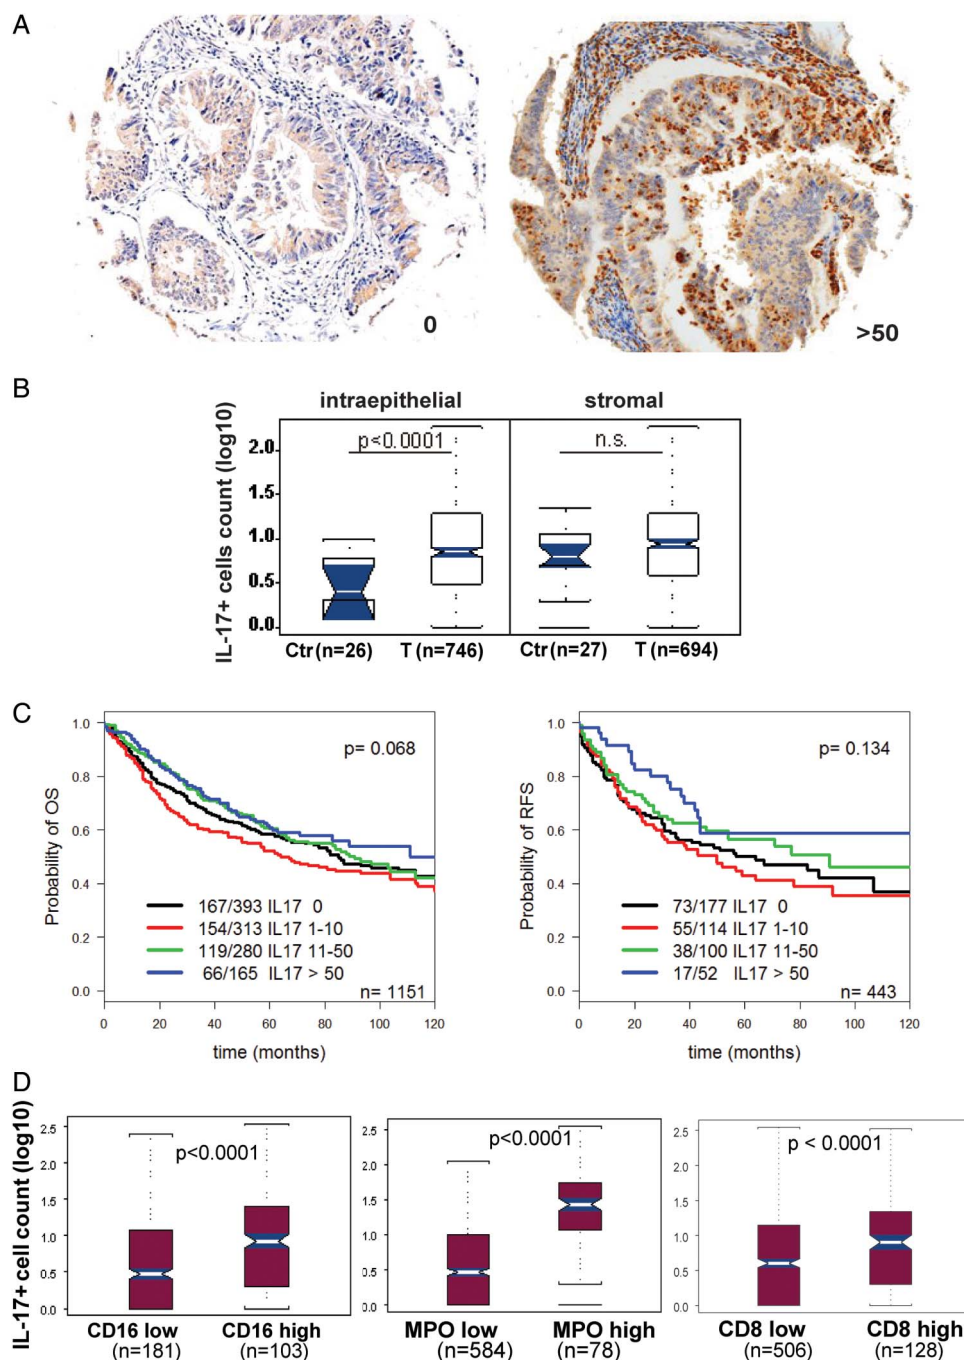 A
0
>50
B
intraepithelial
stromal
IL-17+ cells count (log10)
p<0.0001
n.s.
2.0
1.5
1.0
0.5
0.0
Ctr(n=26)
T (n=746)
Ctr(n=27)
T (n=694)
C
Probability of OS
1.0
0.8
0.6
0.4
0.2
0.0
p= 0.068
167/393 IL17 0
154/313 IL17 1-10
119/280 IL17 11-50
66/165 IL17 > 50
n= 1151
0 20 40 60 80 100 120
time (months)
Probability of RFS
1.0
0.8
0.6
0.4
0.2
0.0
p= 0.134
73/177 IL17 0
55/114 IL17 1-10
38/100 IL17 11-50
17/52 IL17 > 50
n= 443
0 20 40 60 80 100 120
time (months)
D
IL-17+ cell count (log10)
2.5
2.0
1.5
1.0
0.5
0.0
p<0.0001
CD16 low
(n=181)
CD16 high
(n=103)
2.5
2.0
1.5
1.0
0.5
0.0
p<0.0001
MPO low
(n=584)
MPO high
(n=78)
2.5
2.0
1.5
1.0
0.5
0.0
p < 0.0001
CD8 low
(n=506)
CD8 high
(n=128)